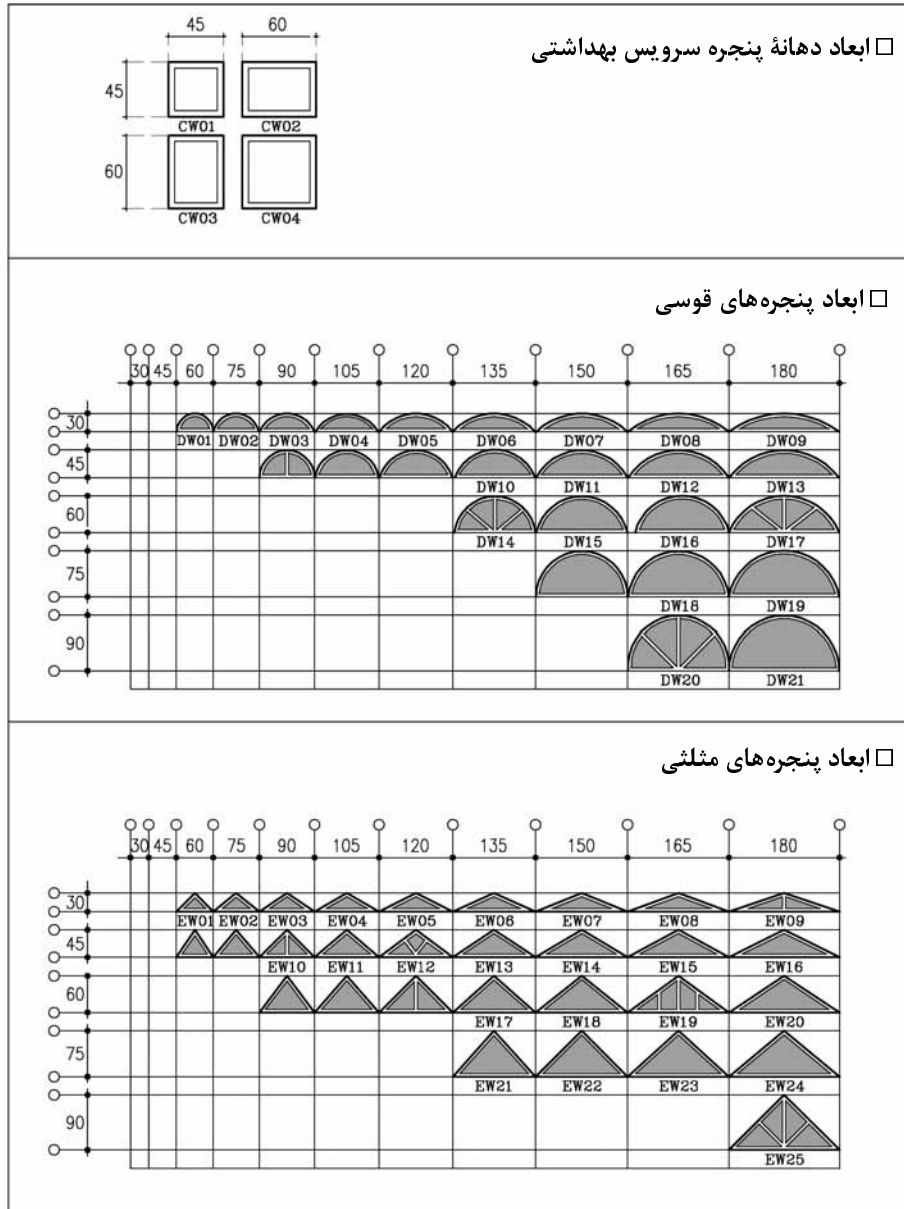 □ ابعاد دهانهٔ پنجره سرویس بهداشتی
45 60
45
CW01 CW02
60
CW03 CW04
□ ابعاد پنجره‌های قوسی
30 45 60 75 90 105 120 135 150 165 180
30
DW01 DW02 DW03 DW04 DW05 DW06 DW07 DW08 DW09
45
DW10 DW11 DW12 DW13
60
DW14 DW15 DW16 DW17
75
DW18 DW19
90
DW20 DW21
□ ابعاد پنجره‌های مثلثی
30 45 60 75 90 105 120 135 150 165 180
30
EW01 EW02 EW03 EW04 EW05 EW06 EW07 EW08 EW09
45
EW10 EW11 EW12 EW13 EW14 EW15 EW16
60
EW17 EW18 EW19 EW20
75
EW21 EW22 EW23 EW24
90
EW25